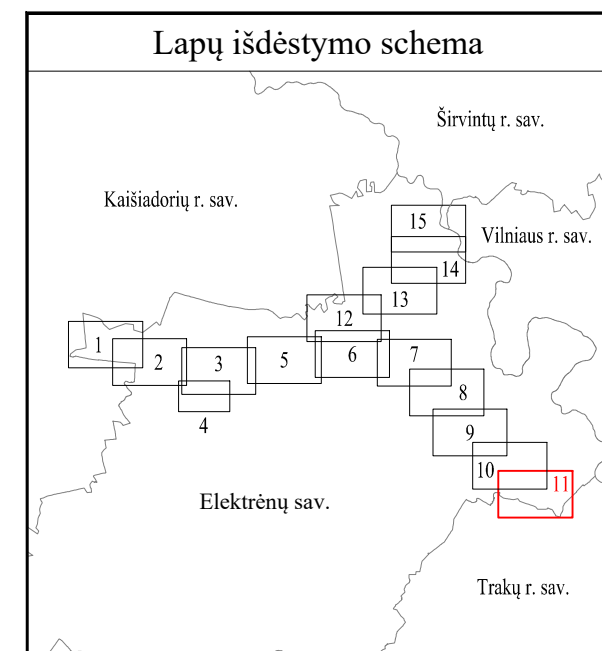 Lapų išdėstymo schema
Širvintų r. sav.
Kaišiadorių r. sav.
15
Vilniaus r. sav.
14
13
12
1
2
3
5
6
7
8
4
9
10
11
Elektrėnų sav.
Trakų r. sav.